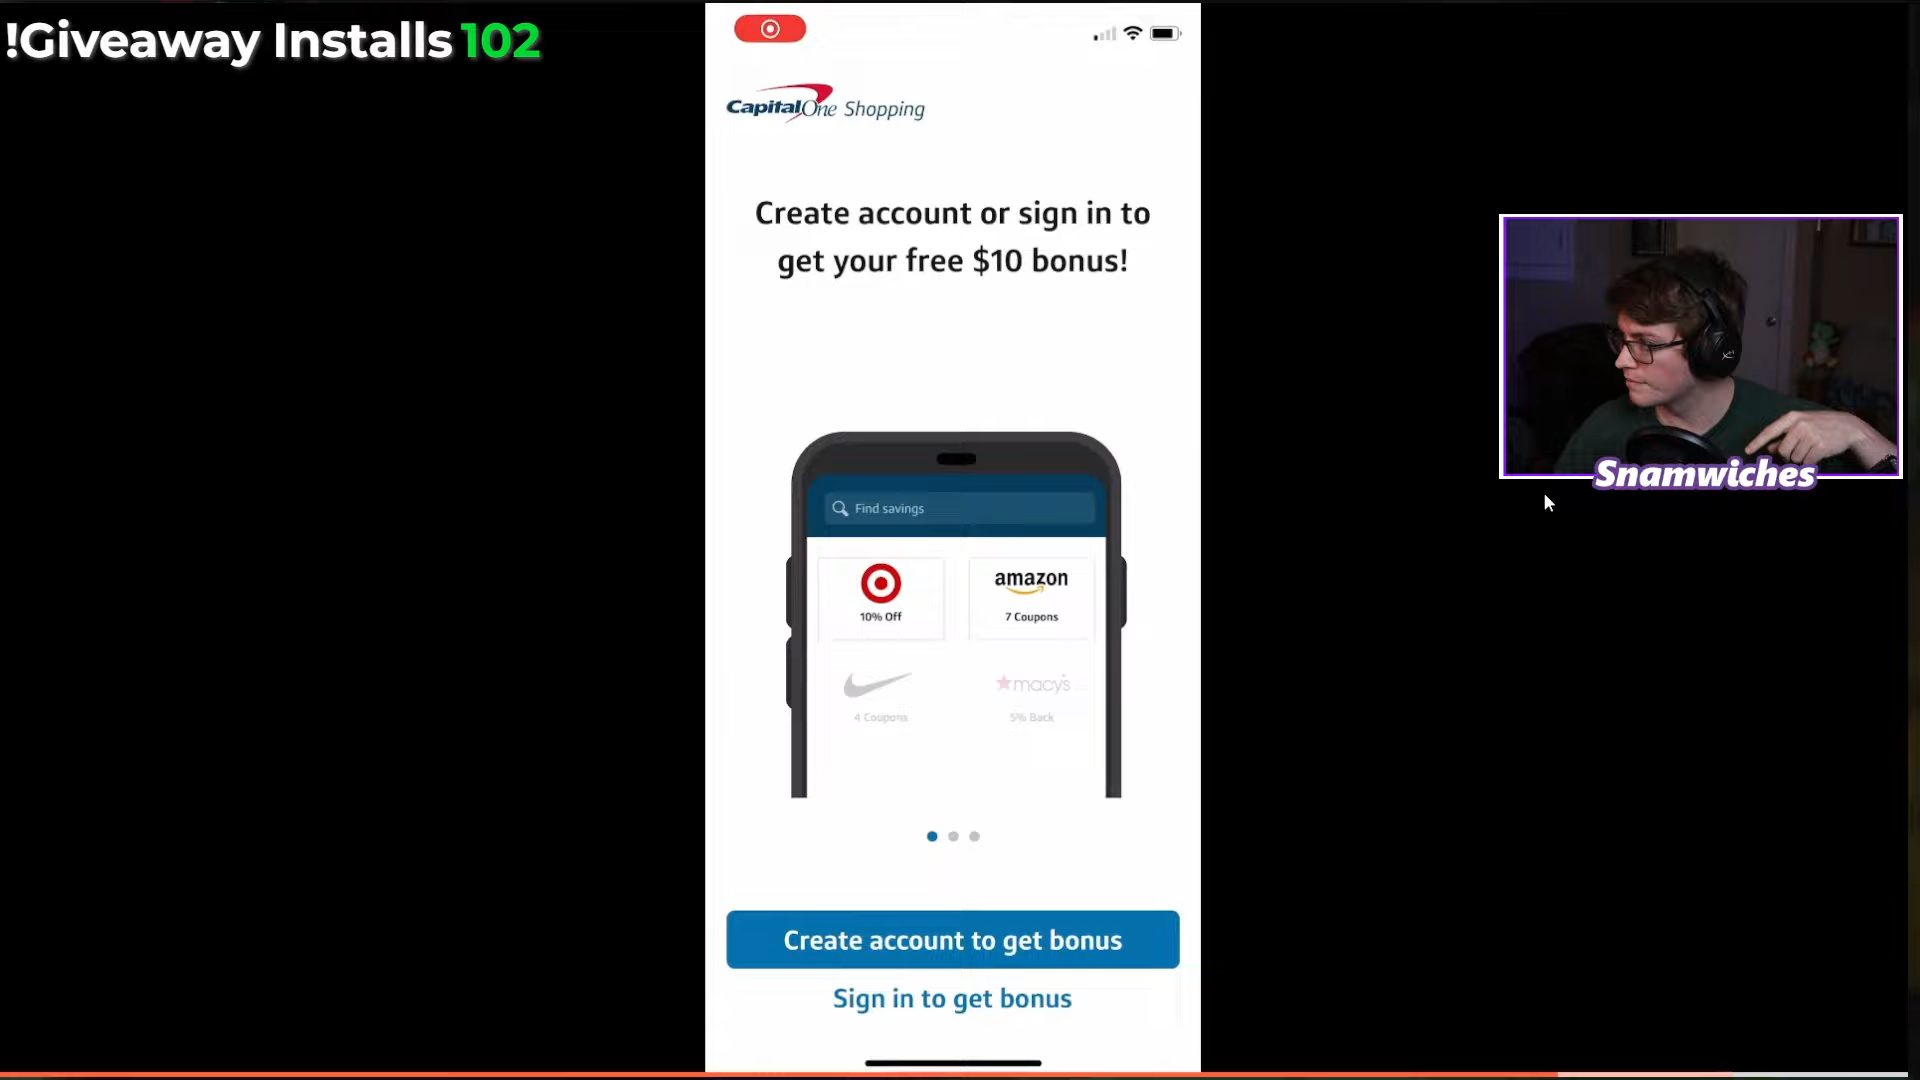 !Giveaway Installs 102
CapitalOne Shopping
Create account or sign in to
get your free $10 bonus!
Find savings
10% Off
amazon
7 Coupons
4 Coupons
macy's
5% Back
Create account to get bonus
Sign in to get bonus
Snamwiches